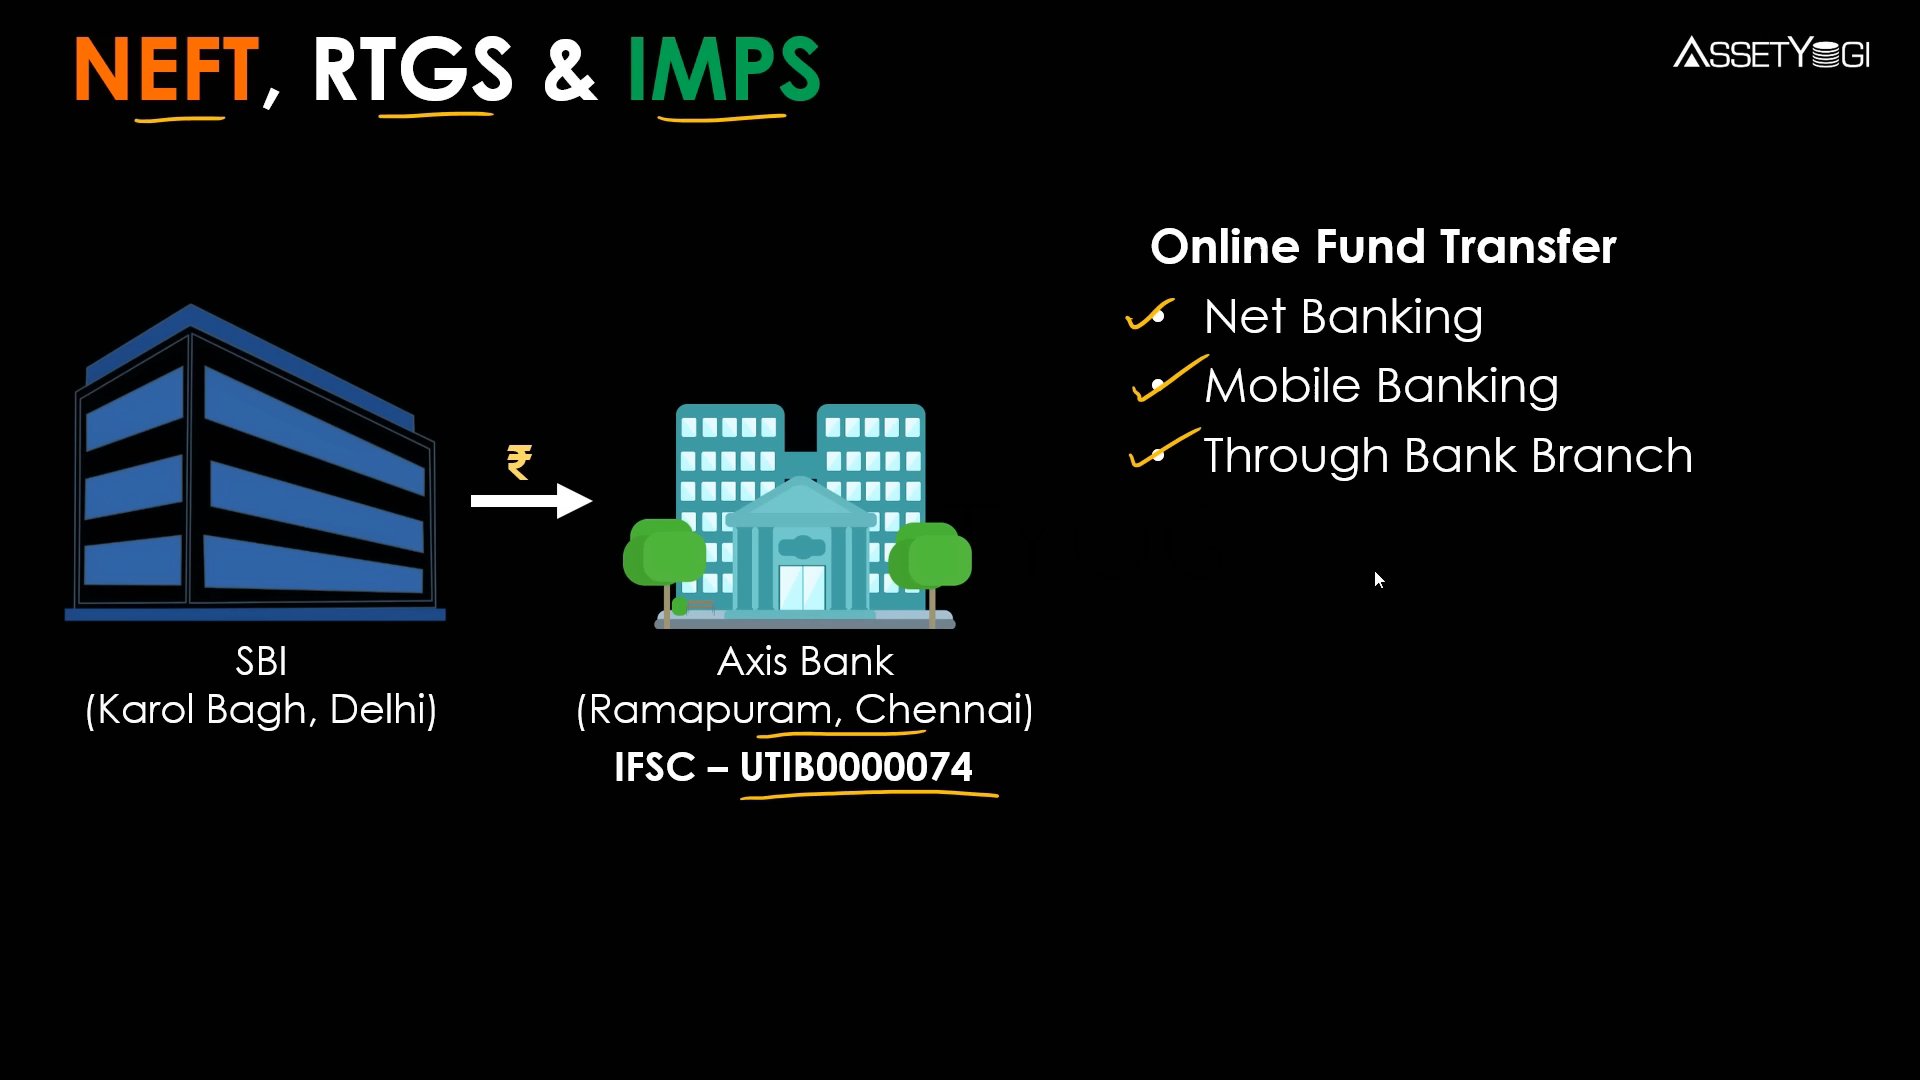 NEFT, RTGS & IMPS
ASSETYOGI
Online Fund Transfer
• Net Banking
• Mobile Banking
• Through Bank Branch
₹
SBI
(Karol Bagh, Delhi)
Axis Bank
(Ramapuram, Chennai)
IFSC – UTIB0000074